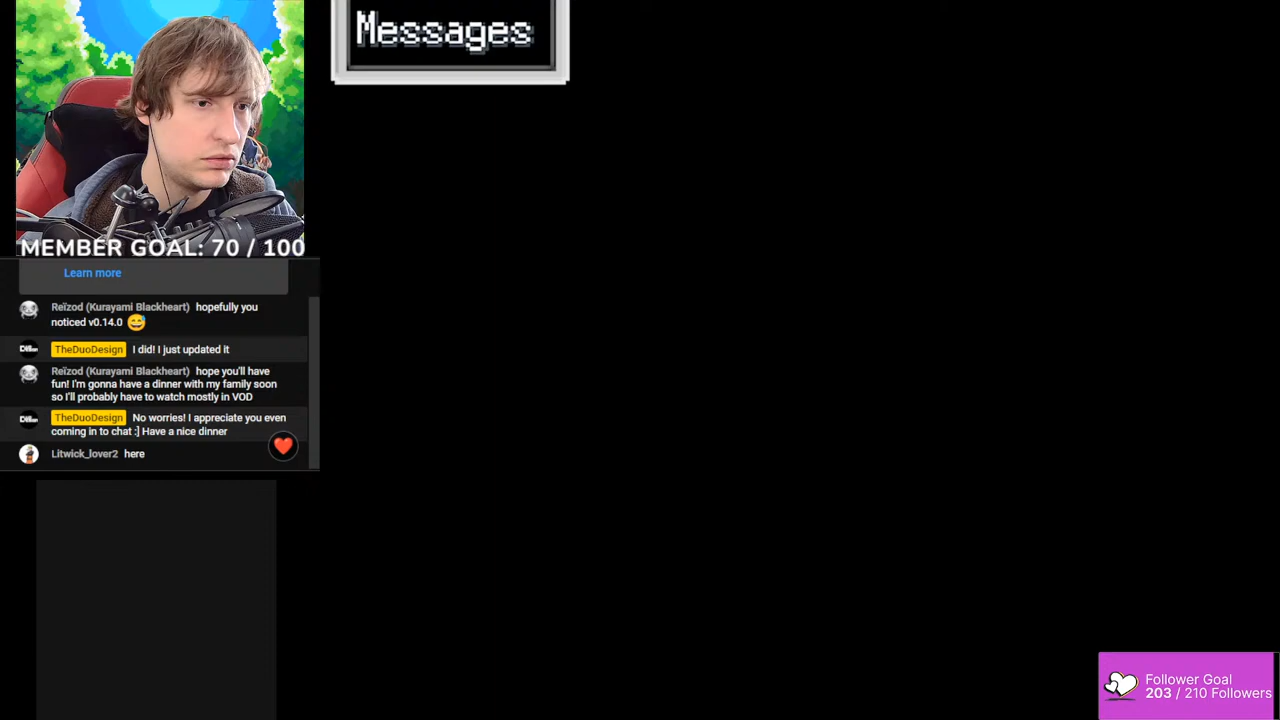 Messages
MEMBER GOAL: 70 / 100
Learn more
Reïzod (Kurayami Blackheart) hopefully you
noticed v0.14.0 😅
TheDuoDesign I did! I just updated it
Reïzod (Kurayami Blackheart) hope you'll have
fun! I'm gonna have a dinner with my family soon
so I'll probably have to watch mostly in VOD
TheDuoDesign No worries! I appreciate you even
coming in to chat :] Have a nice dinner
Litwick_lover2 here
Follower Goal
203 / 210 Followers